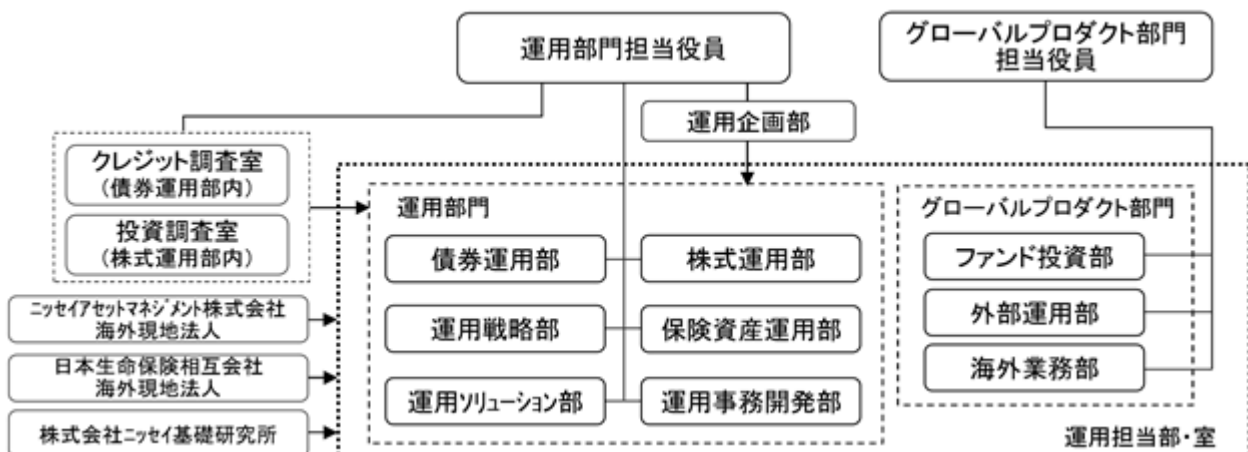 運用部門担当役員
グローバルプロダクト部門
担当役員
運用企画部
クレジット調査室
(債券運用部内)
投資調査室
(株式運用部内)
運用部門
債券運用部
株式運用部
運用戦略部
保険資産運用部
運用ソリューション部
運用事務開発部
グローバルプロダクト部門
ファンド投資部
外部運用部
海外業務部
ニッセイアセットマネジメント株式会社
海外現地法人
日本生命保険相互会社
海外現地法人
株式会社ニッセイ基礎研究所
運用担当部・室